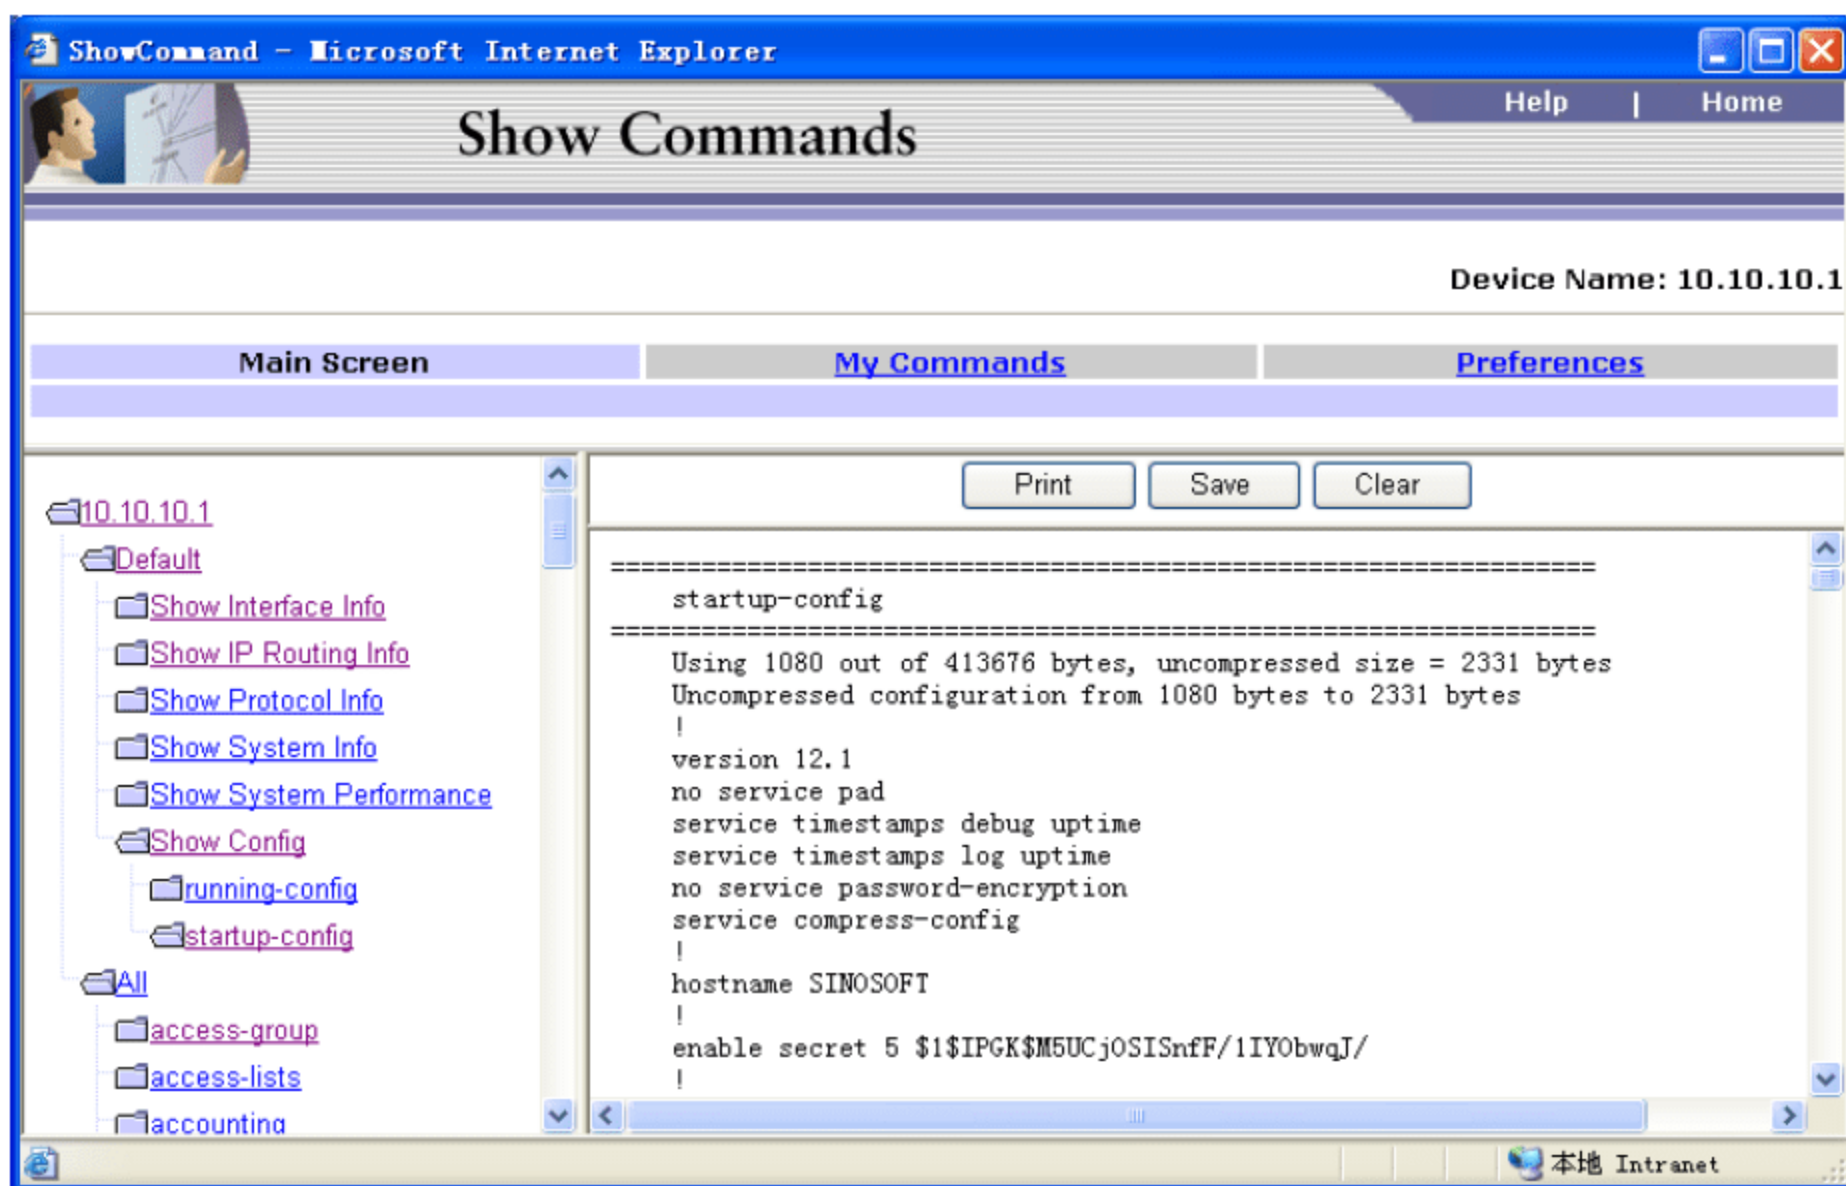 ShowCommand - Microsoft Internet Explorer
Help | Home
Show Commands
Device Name: 10.10.10.1
Main Screen
My Commands
Preferences
10.10.10.1
Default
Show Interface Info
Show IP Routing Info
Show Protocol Info
Show System Info
Show System Performance
Show Config
running-config
startup-config
All
access-group
access-lists
accounting
Print
Save
Clear
=================================================================
startup-config
=================================================================
Using 1080 out of 413676 bytes, uncompressed size = 2331 bytes
Uncompressed configuration from 1080 bytes to 2331 bytes
!
version 12.1
no service pad
service timestamps debug uptime
service timestamps log uptime
no service password-encryption
service compress-config
!
hostname SINOSOFT
!
enable secret 5 $1$IPGK$M5UCjOSISnfF/1IYObwqJ/
!
本地 Intranet